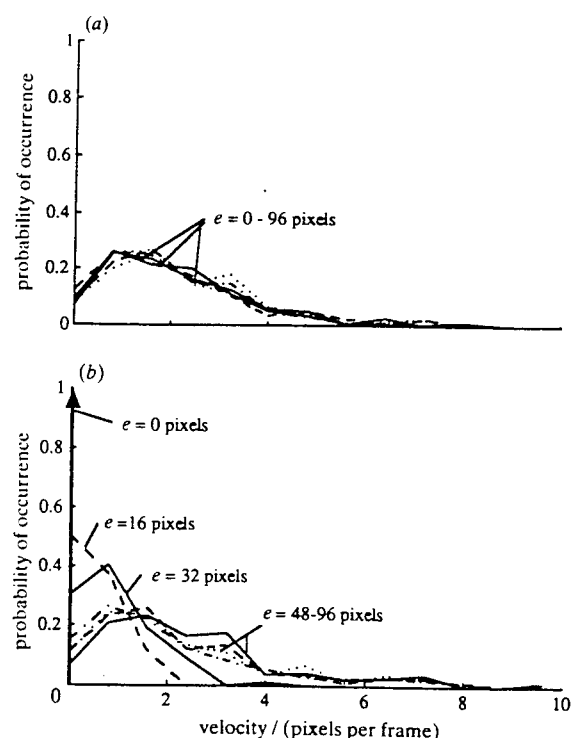 (a)
1
0.8
0.6
0.4
0.2
0
probability of occurrence
e = 0 - 96 pixels
(b)
1
0.8
0.6
0.4
0.2
0
probability of occurrence
e = 0 pixels
e =16 pixels
e = 32 pixels
e = 48-96 pixels
0 2 4 6 8 10
velocity / (pixels per frame)